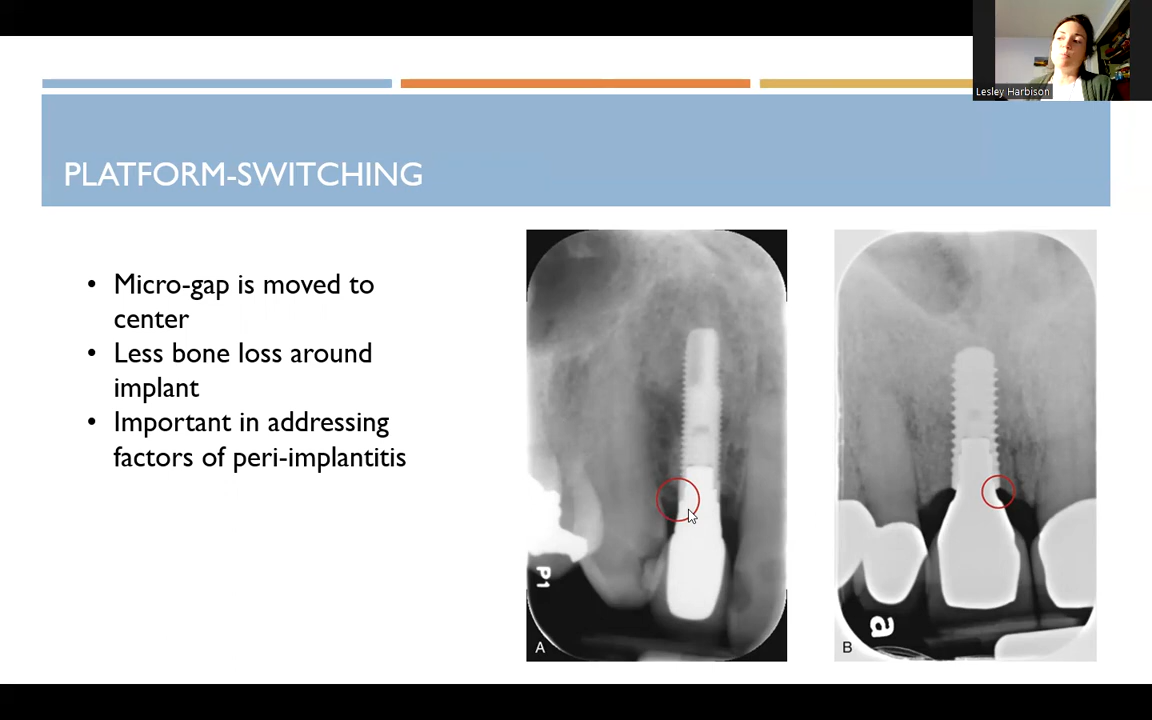 Lesley Harbison
PLATFORM-SWITCHING
• Micro-gap is moved to
center
• Less bone loss around
implant
• Important in addressing
factors of peri-implantitis
P1
A
a
B